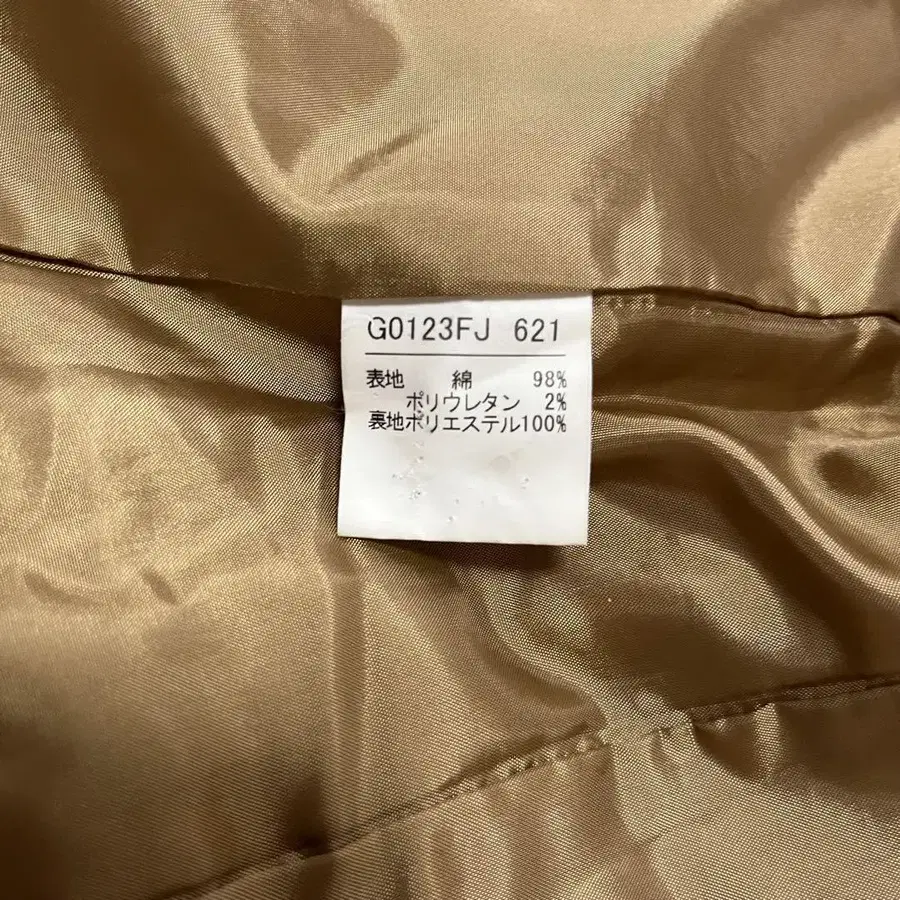 G0123FJ 621
表地 綿 98%
ポリウレタン 2%
裏地ポリエステル100%